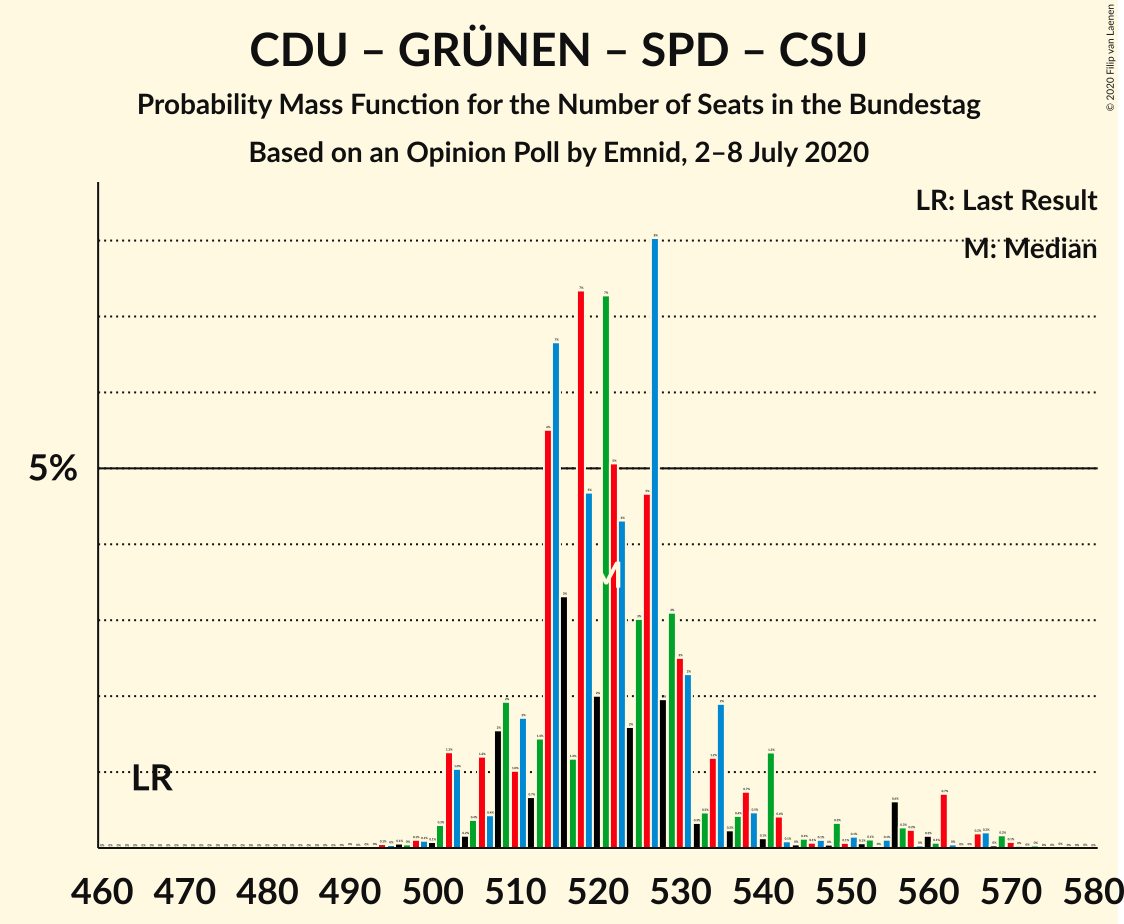 CDU – GRÜNEN – SPD – CSU
Probability Mass Function for the Number of Seats in the Bundestag
Based on an Opinion Poll by Emnid, 2–8 July 2020
© 2020 Filip van Laenen
LR: Last Result
M: Median
5%
M
LR
460 470 480 490 500 510 520 530 540 550 560 570 580